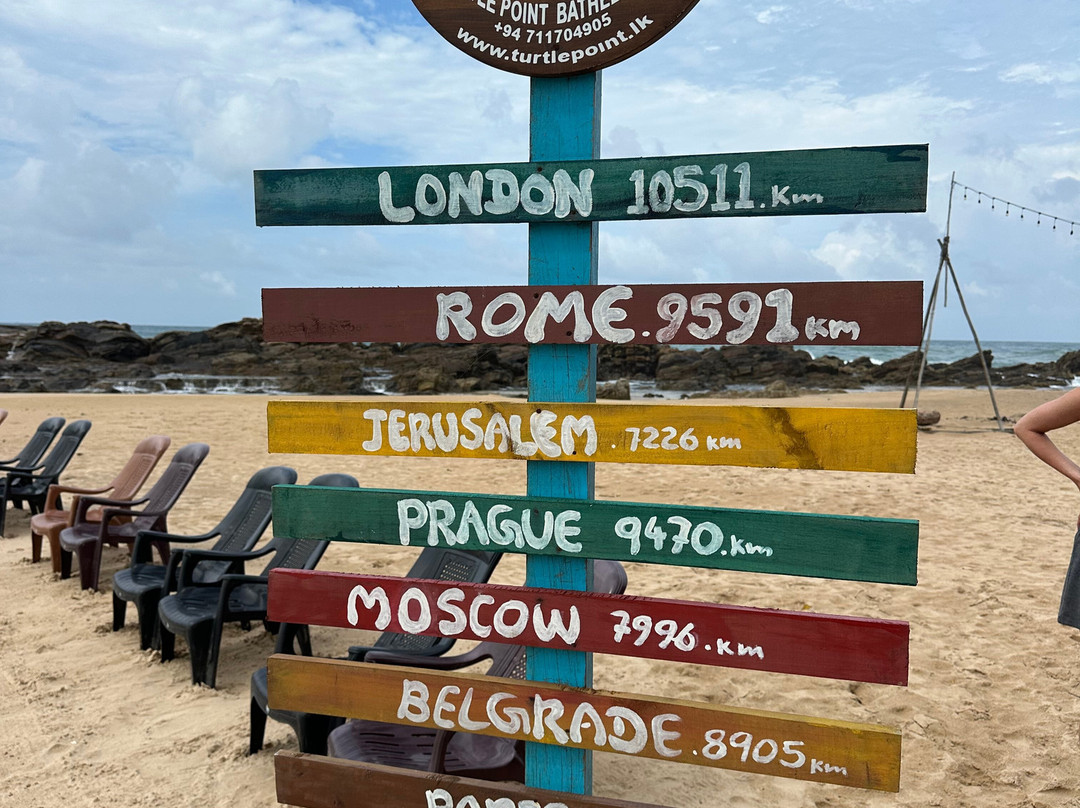 POINT
+94 711704905
www.turtlepoint.lk
LONDON 10511.Km
ROME.9591 KM
JERUSALEM.7226 KM
PRAGUE 9470.Km
MOSCOW 7996.Km
BELGRADE.8905 Km